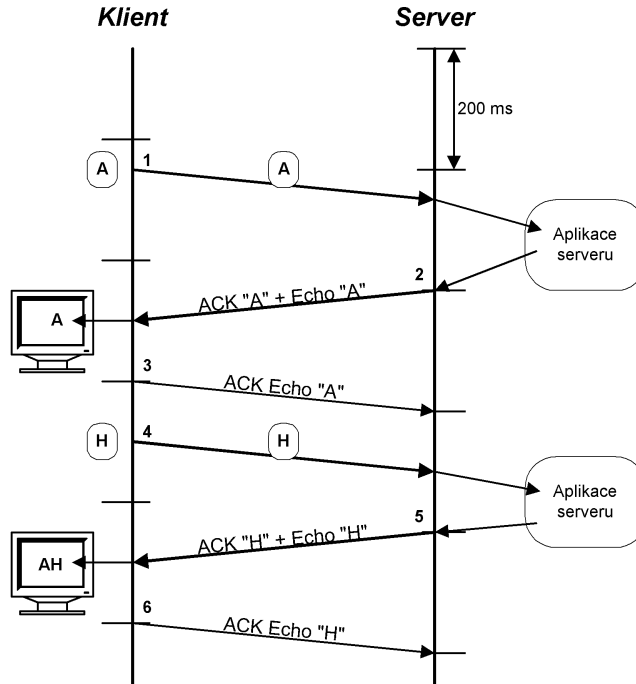 Klient
Server
200 ms
A
1
A
Aplikace
serveru
2
ACK "A" + Echo "A"
A
3
ACK Echo "A"
H
4
H
Aplikace
serveru
5
ACK "H" + Echo "H"
AH
6
ACK Echo "H"